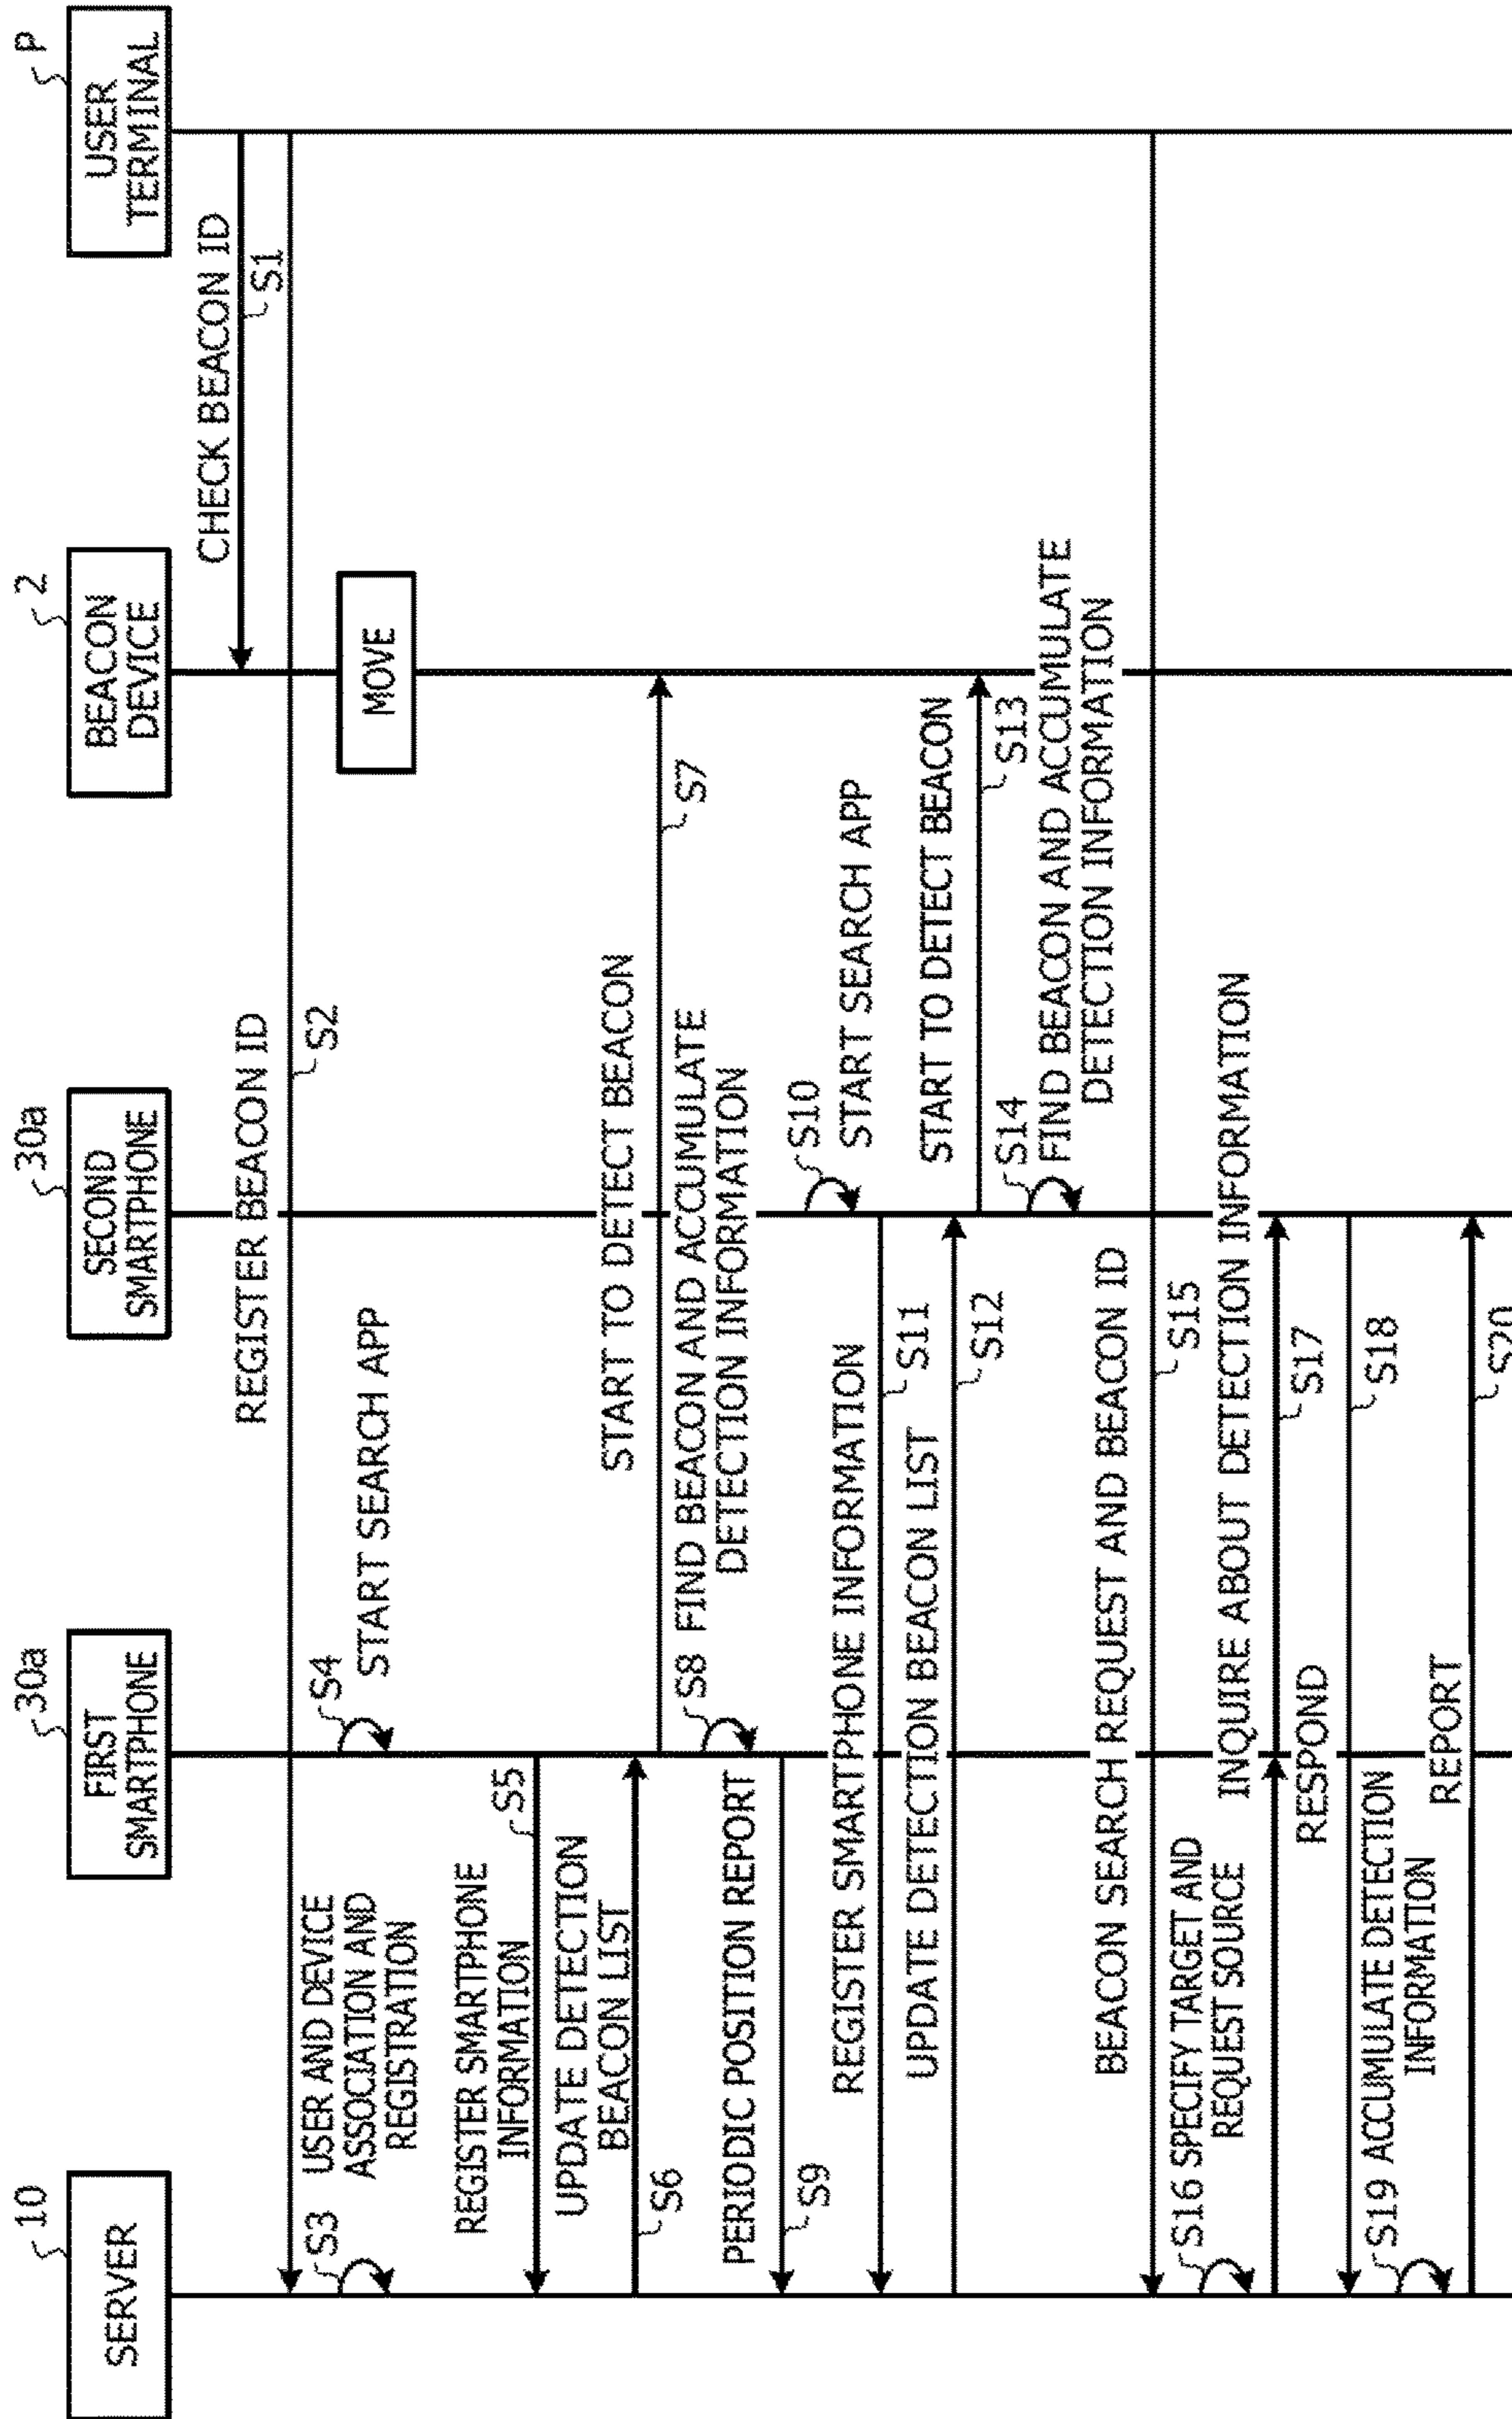 10
SERVER
30a
FIRST
SMARTPHONE
30a
SECOND
SMARTPHONE
2
BEACON
DEVICE
P
USER
TERMINAL
CHECK BEACON ID
S1
REGISTER BEACON ID
S2
S3
USER AND DEVICE
ASSOCIATION AND
REGISTRATION
S4
START SEARCH APP
MOVE
REGISTER SMARTPHONE
INFORMATION
S5
UPDATE DETECTION
BEACON LIST
S6
START TO DETECT BEACON
S7
S8 FIND BEACON AND ACCUMULATE
DETECTION INFORMATION
PERIODIC POSITION REPORT
S9
S10
START SEARCH APP
REGISTER SMARTPHONE INFORMATION
S11
UPDATE DETECTION BEACON LIST
S12
START TO DETECT BEACON
S13
S14
FIND BEACON AND ACCUMULATE
DETECTION INFORMATION
BEACON SEARCH REQUEST AND BEACON ID
S15
S16 SPECIFY TARGET AND
REQUEST SOURCE
INQUIRE ABOUT DETECTION INFORMATION
S17
RESPOND
S18
S19 ACCUMULATE DETECTION
INFORMATION
REPORT
S20